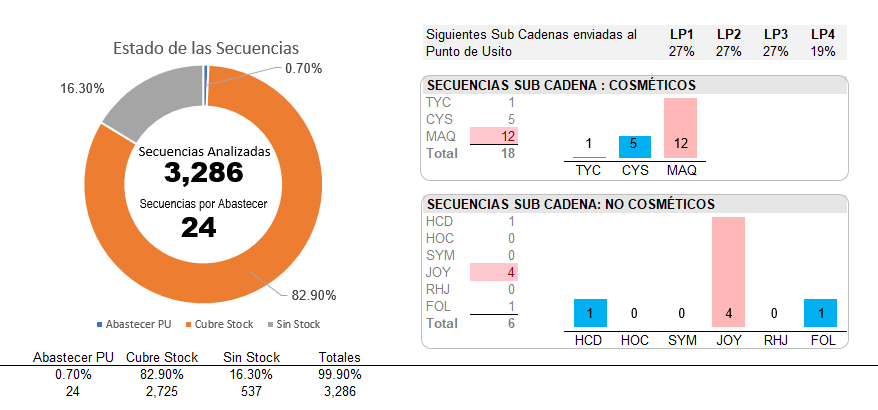 Estado de las Secuencias
0.70%
16.30%
Secuencias Analizadas
3,286
Secuencias por Abastecer
24
82.90%
Abastecer PU Cubre Stock Sin Stock
Abastecer PU Cubre Stock Sin Stock Totales
0.70% 82.90% 16.30% 99.90%
24 2,725 537 3,286
Siguientes Sub Cadenas enviadas al LP1 LP2 LP3 LP4
Punto de Usito 27% 27% 27% 19%
SECUENCIAS SUB CADENA : COSMÉTICOS
TYC 1
CYS 5
MAQ 12
Total 18
1 5 12
TYC CYS MAQ
SECUENCIAS SUB CADENA: NO COSMÉTICOS
HCD 1
HOC 0
SYM 0
JOY 4
RHJ 0
FOL 1
Total 6
1 0 0 4 0 1
HCD HOC SYM JOY RHJ FOL